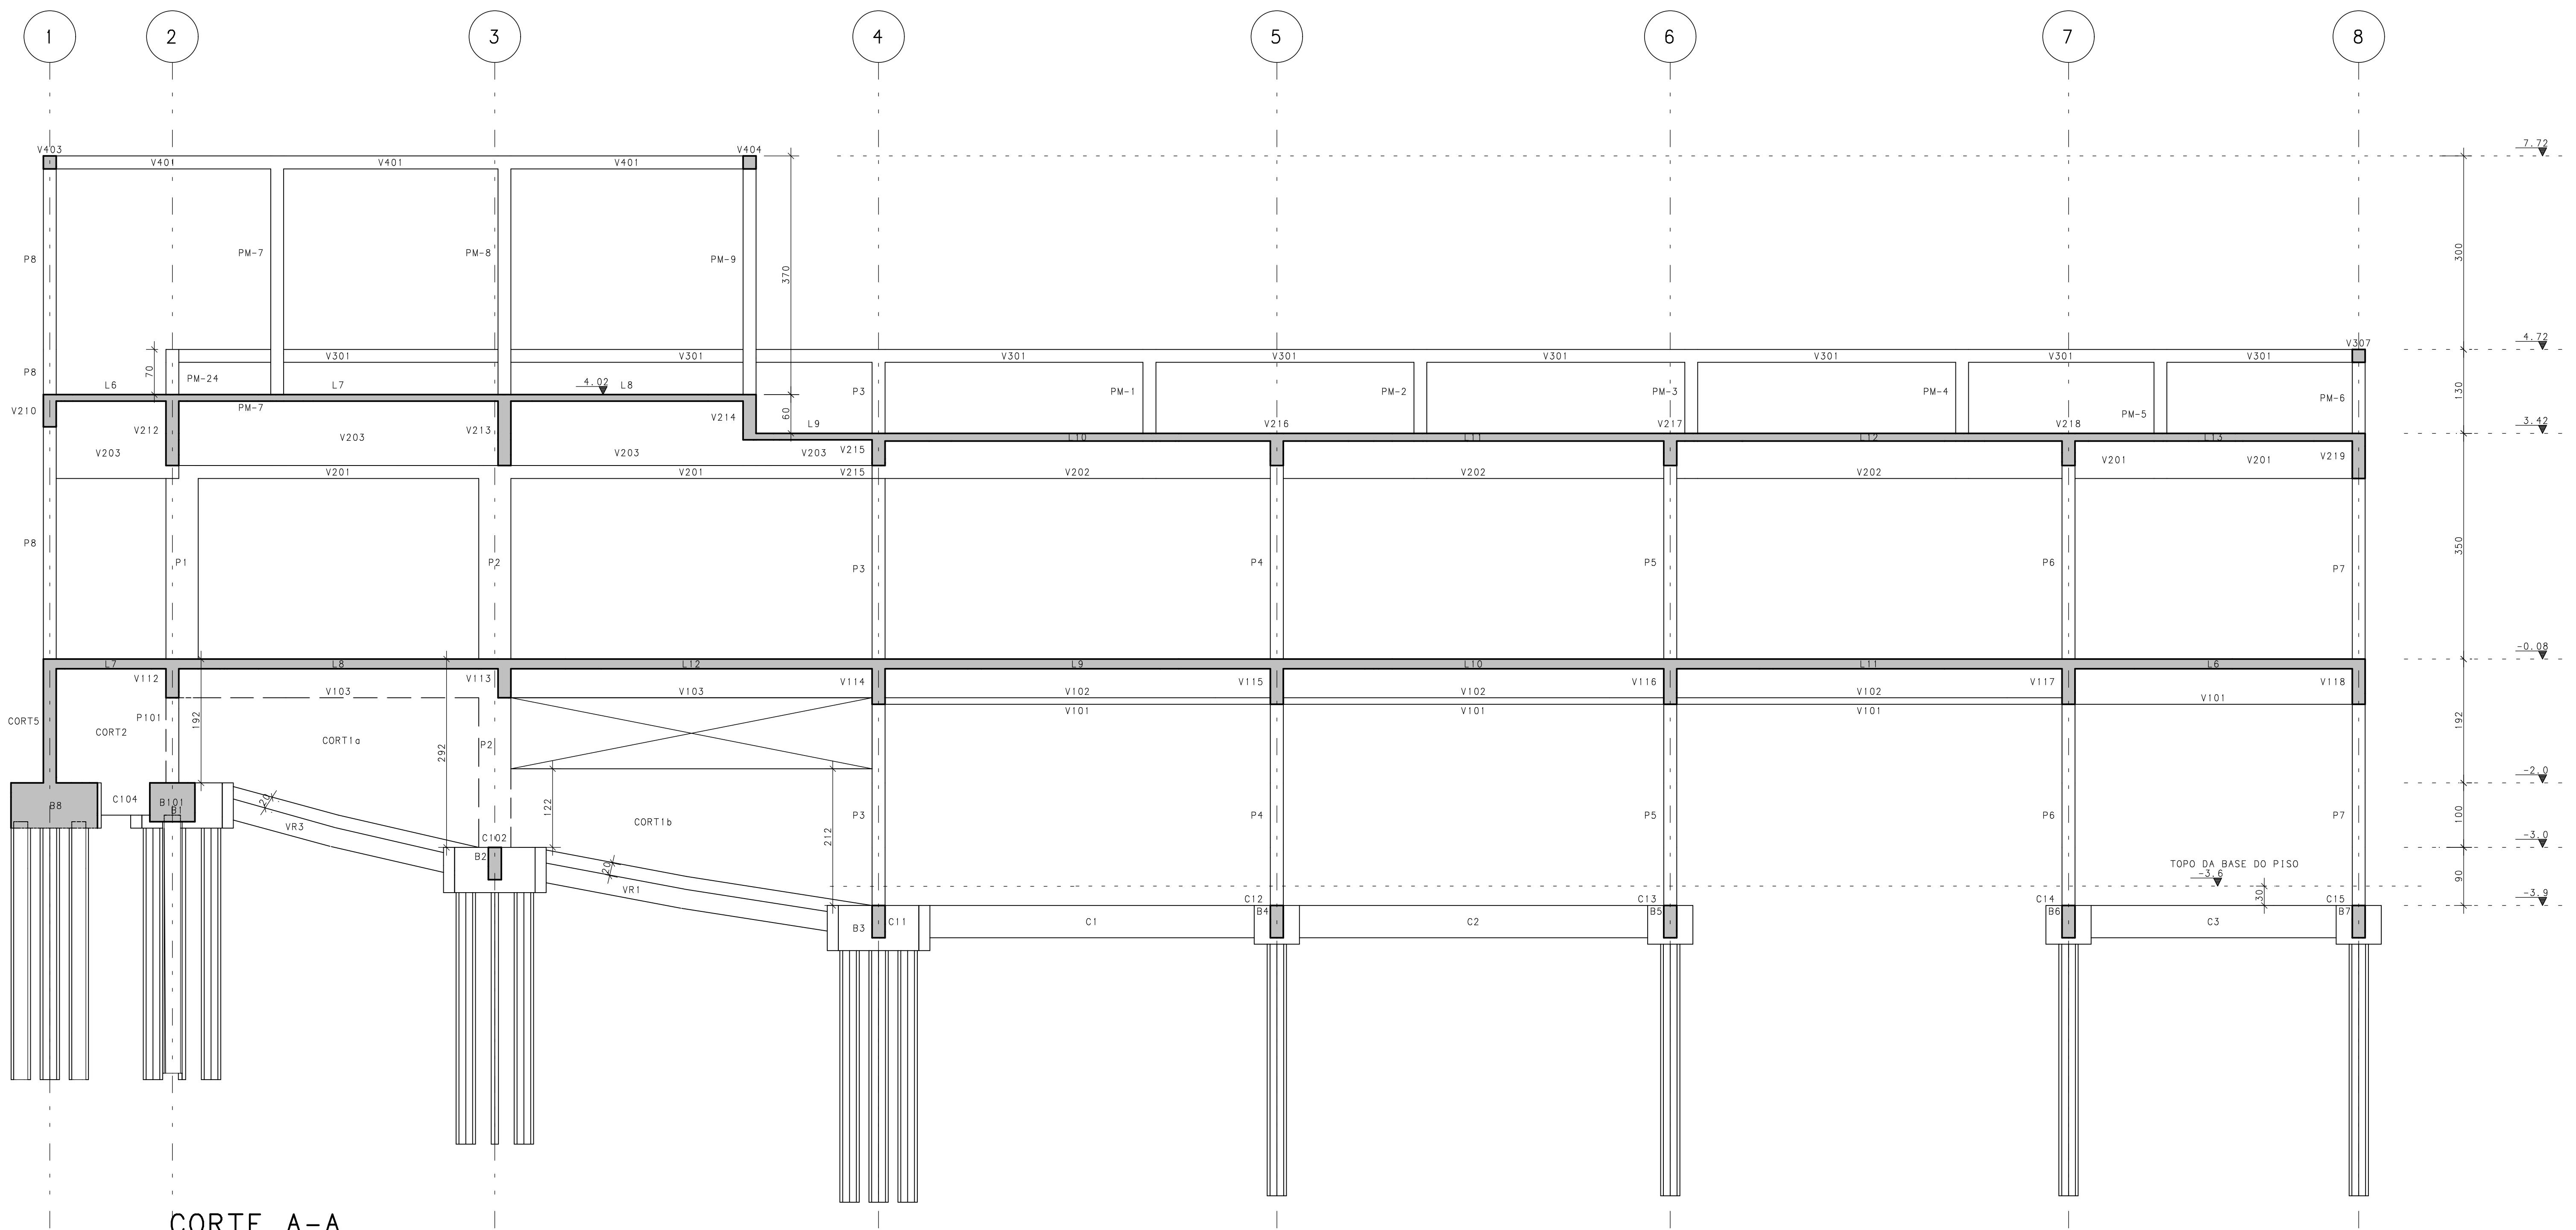 1 2 3 4 5 6 7 8
V403 V401 V401 V401 V404 7.72
P8 PM-7 PM-8 PM-9 370 300
4.72
70 V301 V301 V301 V301 V301 V301 V301 V301 V307
P8 PM-24 L6 L7 4.02 L8 P3 PM-1 PM-2 PM-3 PM-4 PM-5 PM-6 130
V210 PM-7 V214 60 L9 V216 V217 V218 3.42
V212 V203 V213 L10 L11 L12 L13
V203 V203 V203 V215 V201 V201 V219
V201 V201 V215 V202 V202 V202
P8 P1 P2 P3 P4 P5 P6 P7 350
-0.08
L7 L8 L12 L9 L10 L11 L6
V112 V113 V114 V115 V116 V117 V118
V103 V103 V102 V102 V102 V101
V101 V101 V101
CORT5 P101 192 192
CORT2 CORT1a 292 P2
-2.0
B8 C104 B101 B1 20 122 212 100
VR3 CORT1b P3 P4 P5 P6 P7
C102 -3.0
B2 20 TOPO DA BASE DO PISO
-3.6 30 90
VR1 -3.9
C12 C13 C14 C15
B3 C11 C1 B4 C2 B5 B6 C3 B7
CORTE A-A